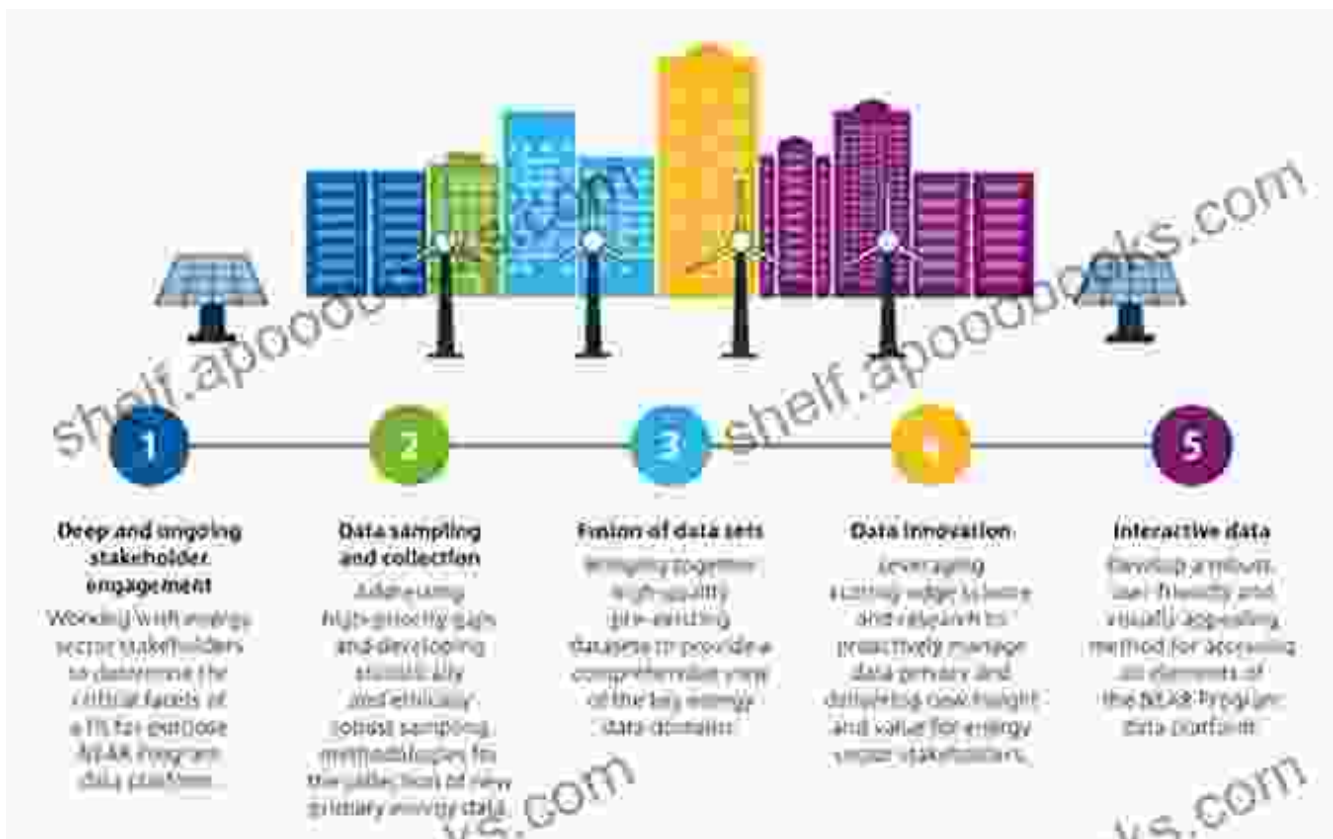 shelf.apooobooks.com
shelf.apooobooks.com
1
2
3
4
5
Deep and ongoing
stakeholder
engagement
Working with energy
sector stakeholders
to determine the
critical facets of
a fit for purpose
NEAR Program
data platform.
Data sampling
and collection
Addressing
high-priority gaps
and developing
statistically
and ethically
robust sampling
methodologies for
the collection of new
primary energy data.
Fusion of data sets
Bringing together
high-quality
pre-existing
datasets to provide a
comprehensive view
of the key energy
data domains.
Data innovation
Leveraging
cutting-edge science
and research to
proactively manage
data privacy and
delivering new insight
and value for energy
sector stakeholders.
Interactive data
Develop a robust,
user-friendly and
visually appealing
method for accessing
all elements of
the NEAR Program
data platform.
ks.com
ks.com